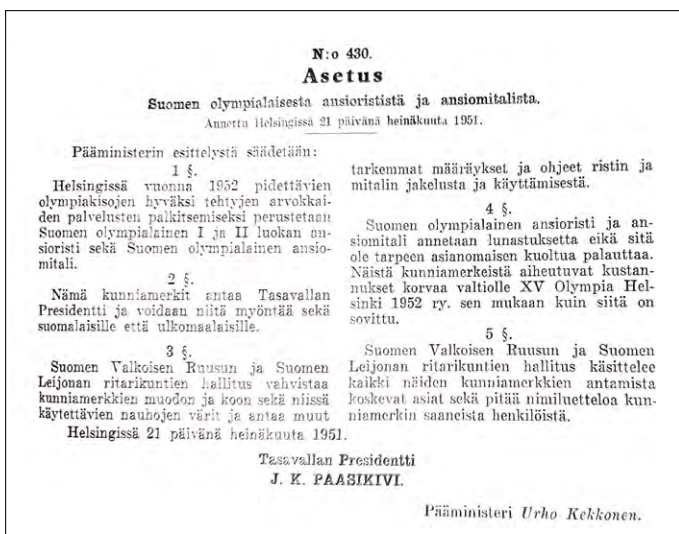 N:o 430.
Asetus
Suomen olympialaisesta ansiorististä ja ansiomitalista.
Annettu Helsingissä 21 päivänä heinäkuuta 1951.
Pääministerin esittelystä säädetään:
1 §.
Helsingissä vuonna 1952 pidettävien
olympiakisojen hyväksi tehtyjen arvokkai-
den palvelusten palkitsemiseksi perustetaan
Suomen olympialainen I ja II luokan an-
sioristi sekä Suomen olympialainen ansio-
mitali.
2 §.
Nämä kunniamerkit antaa Tasavallan
Presidentti ja voidaan niitä myöntää sekä
suomalaisille että ulkomaalaisille.
3 §.
Suomen Valkoisen Ruusun ja Suomen
Leijonan ritarikuntien hallitus vahvistaa
kunniamerkkien muodon ja koon sekä niissä
käytettävien nauhojen värit ja antaa muut
tarkemmat määräykset ja ohjeet ristin ja
mitalin jakelusta ja käyttämisestä.
4 §.
Suomen olympialainen ansioristi ja an-
siomitali annetaan lunastuksetta eikä sitä
ole tarpeen asianomaisen kuoltua palauttaa.
Näistä kunniamerkeistä aiheutuvat kustan-
nukset korvaa valtiolle XV Olympia Hel-
sinki 1952 ry. sen mukaan kuin siitä on
sovittu.
5 §.
Suomen Valkoisen Ruusun ja Suomen
Leijonan ritarikuntien hallitus käsittelee
kaikki näiden kunniamerkkien antamista
koskevat asiat sekä pitää nimiluetteloa kun-
niamerkin saaneista henkilöistä.
Helsingissä 21 päivänä heinäkuuta 1951.
Tasavallan Presidentti
J. K. PAASIKIVI.
Pääministeri Urho Kekkonen.